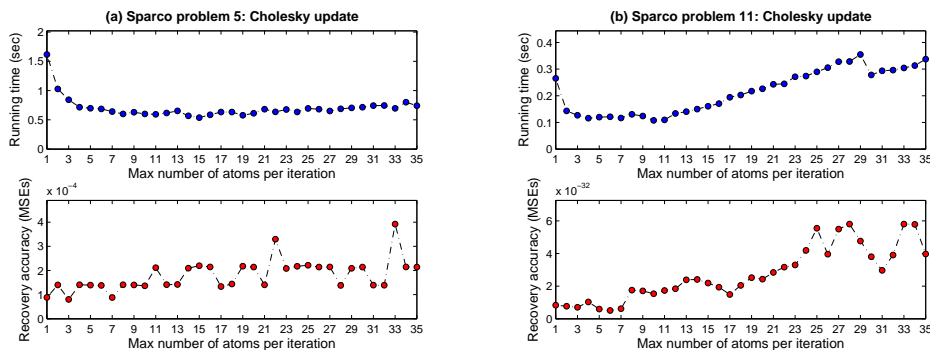 (a) Sparco problem 5: Cholesky update
Running time (sec)
2
1.5
1
0.5
0
1 3 5 7 9 11 13 15 17 19 21 23 25 27 29 31 33 35
Max number of atoms per iteration
x 10^−4
Recovery accuracy (MSEs)
4
3
2
1
0
1 3 5 7 9 11 13 15 17 19 21 23 25 27 29 31 33 35
Max number of atoms per iteration
(b) Sparco problem 11: Cholesky update
Running time (sec)
0.4
0.3
0.2
0.1
0
1 3 5 7 9 11 13 15 17 19 21 23 25 27 29 31 33 35
Max number of atoms per iteration
x 10^−32
Recovery accuracy (MSEs)
6
4
2
0
1 3 5 7 9 11 13 15 17 19 21 23 25 27 29 31 33 35
Max number of atoms per iteration